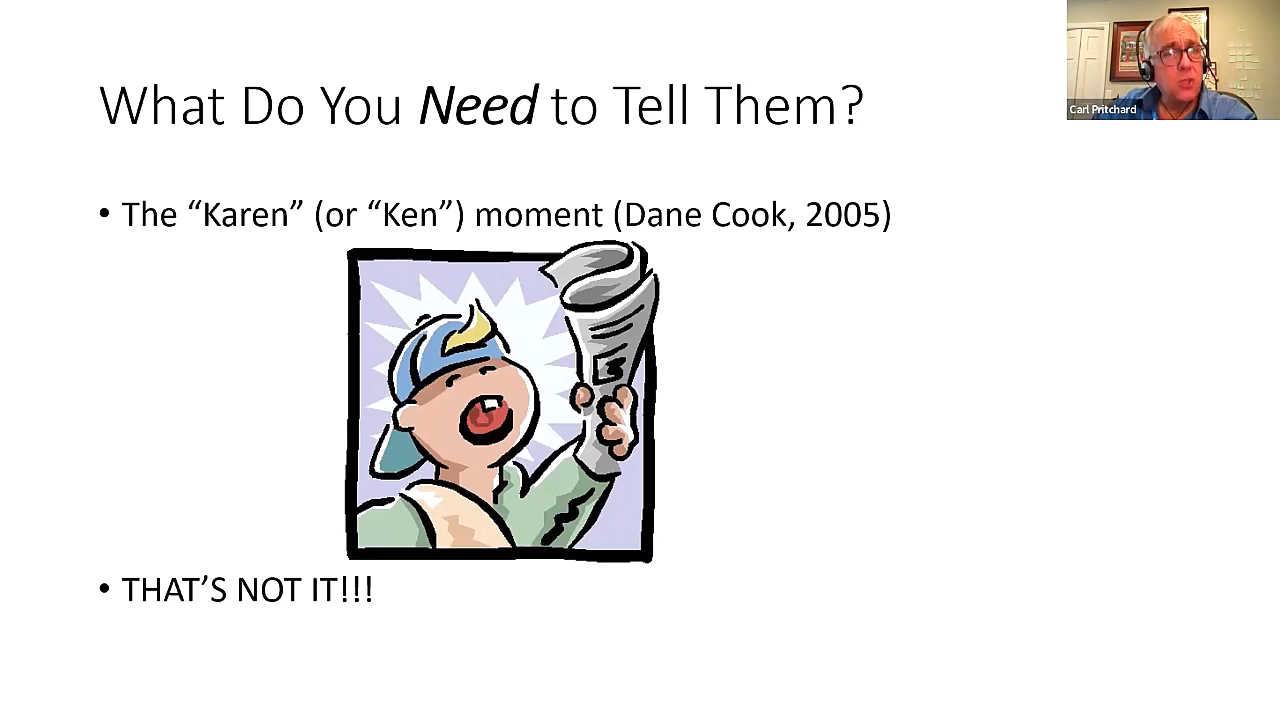 What Do You Need to Tell Them?
Carl Pritchard
• The “Karen” (or “Ken”) moment (Dane Cook, 2005)
• THAT’S NOT IT!!!